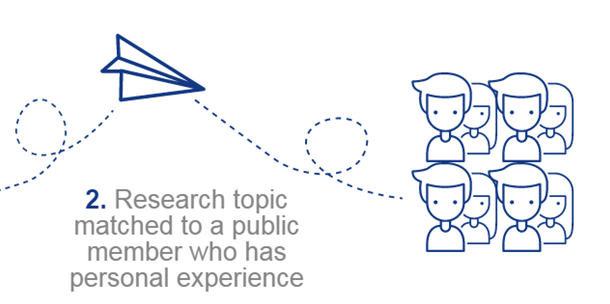 2. Research topic
matched to a public
member who has
personal experience